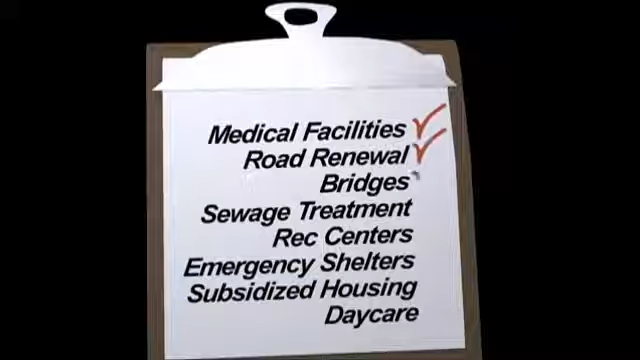 Medical Facilities
Road Renewal
Bridges
Sewage Treatment
Rec Centers
Emergency Shelters
Subsidized Housing
Daycare